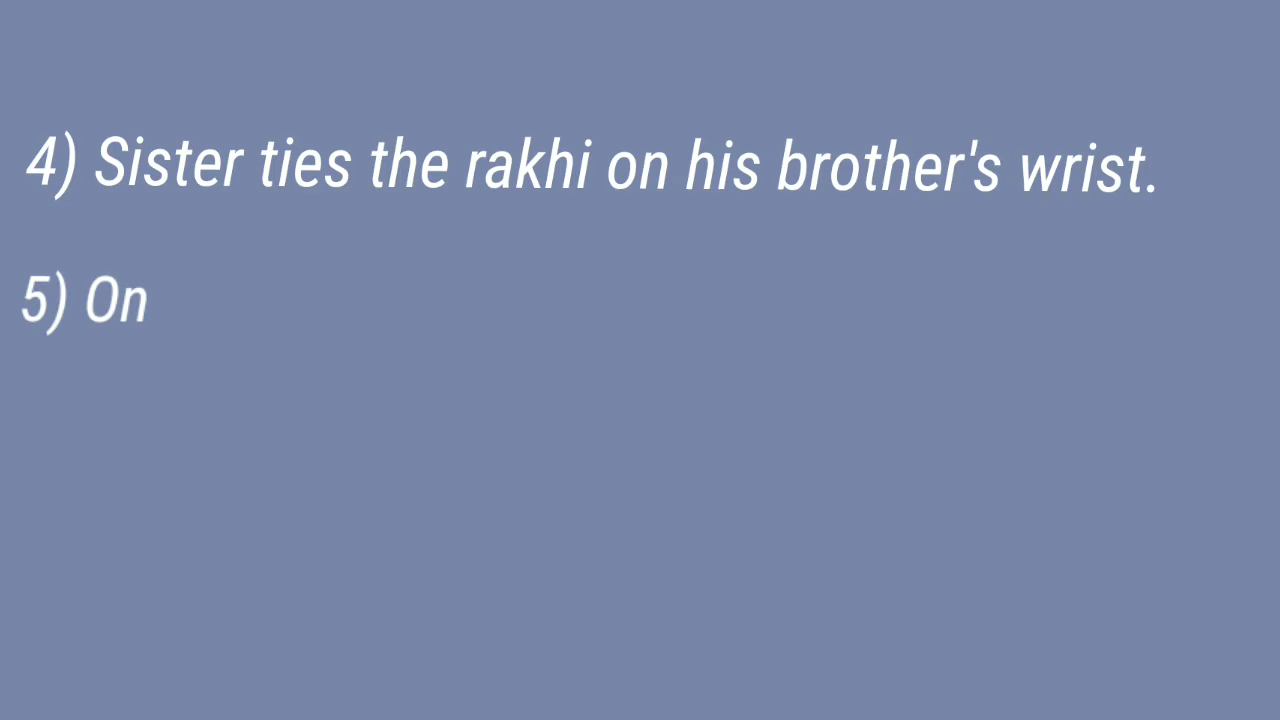 4) Sister ties the rakhi on his brother's wrist.
5) On